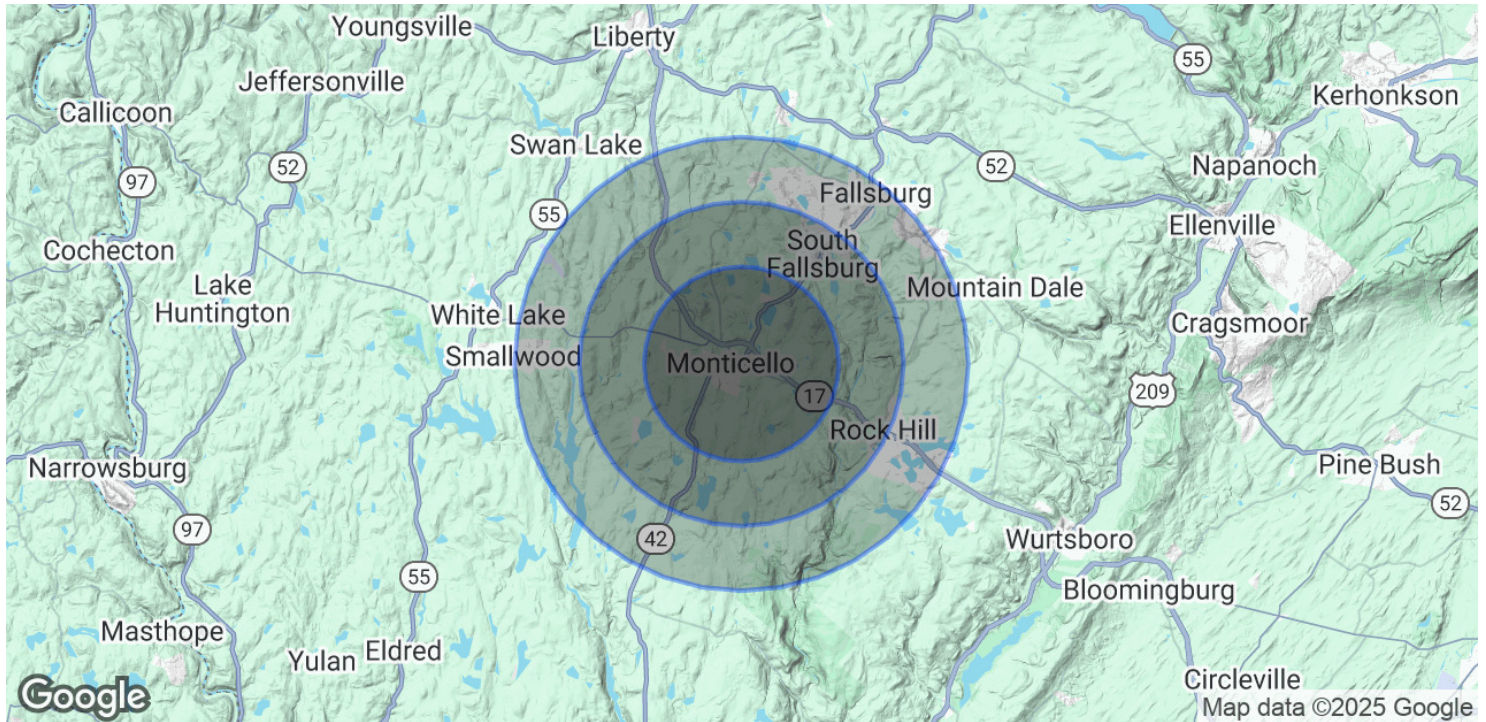 Youngsville
Liberty
55
Jeffersonville
Kerhonkson
Callicoon
Swan Lake
52
52
Napanoch
97
Fallsburg
55
Ellenville
Cochecton
South
Fallsburg
Lake
Huntington
Mountain Dale
White Lake
Cragsmoor
Smallwood
Monticello
209
17
Rock Hill
Narrowsburg
Pine Bush
52
97
42
Wurtsboro
55
Bloomingburg
Masthope
Yulan
Eldred
Circleville
Google
Map data ©2025 Google